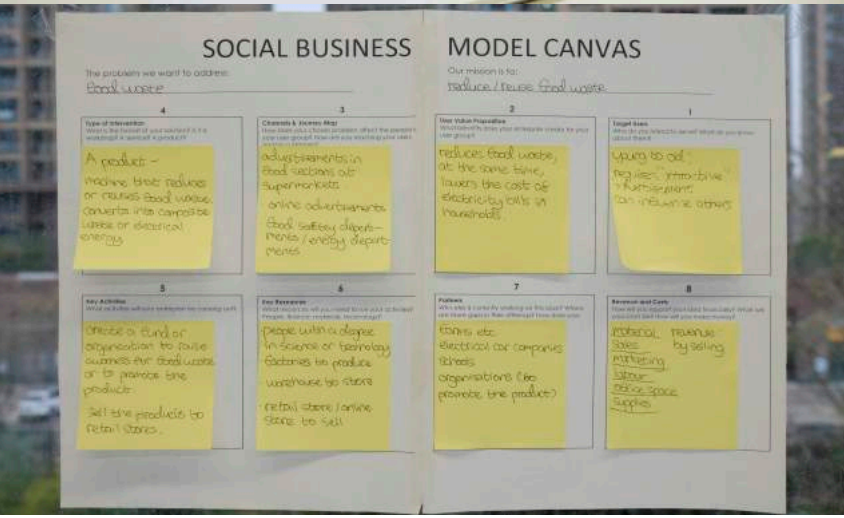 SOCIAL BUSINESS MODEL CANVAS
The problem we want to address:
food waste
Our mission is to:
reduce/reuse food waste
4
Type of Intervention
A product -
machine that reduces
or reuses food waste,
converts into composite
waste or electrical
energy
3
Channels & Journey Map
advertisements in
food sections at
supermarkets
online advertisements
food safety depart-
ments / energy depart-
ments
2
User Value Proposition
reduces food waste,
at the same time,
lowers the cost of
electricity bills in
households.
1
Target Users
young to old:
requires "interactive"
advertisement
can influence others
5
Key Activities
create a fund or
organisation to raise
awarness for food waste
or to promote the
product.
sell the products to
retail stores.
6
Key Resources
people with a degree
in science or technology
factories to produce
warehouse to store
retail store / online
store to sell
7
Partners
electrical car companies
schools
organisations (to
promote the product)
8
Revenue and Costs
material revenue
sales by selling
marketing
labour
office space
supplies